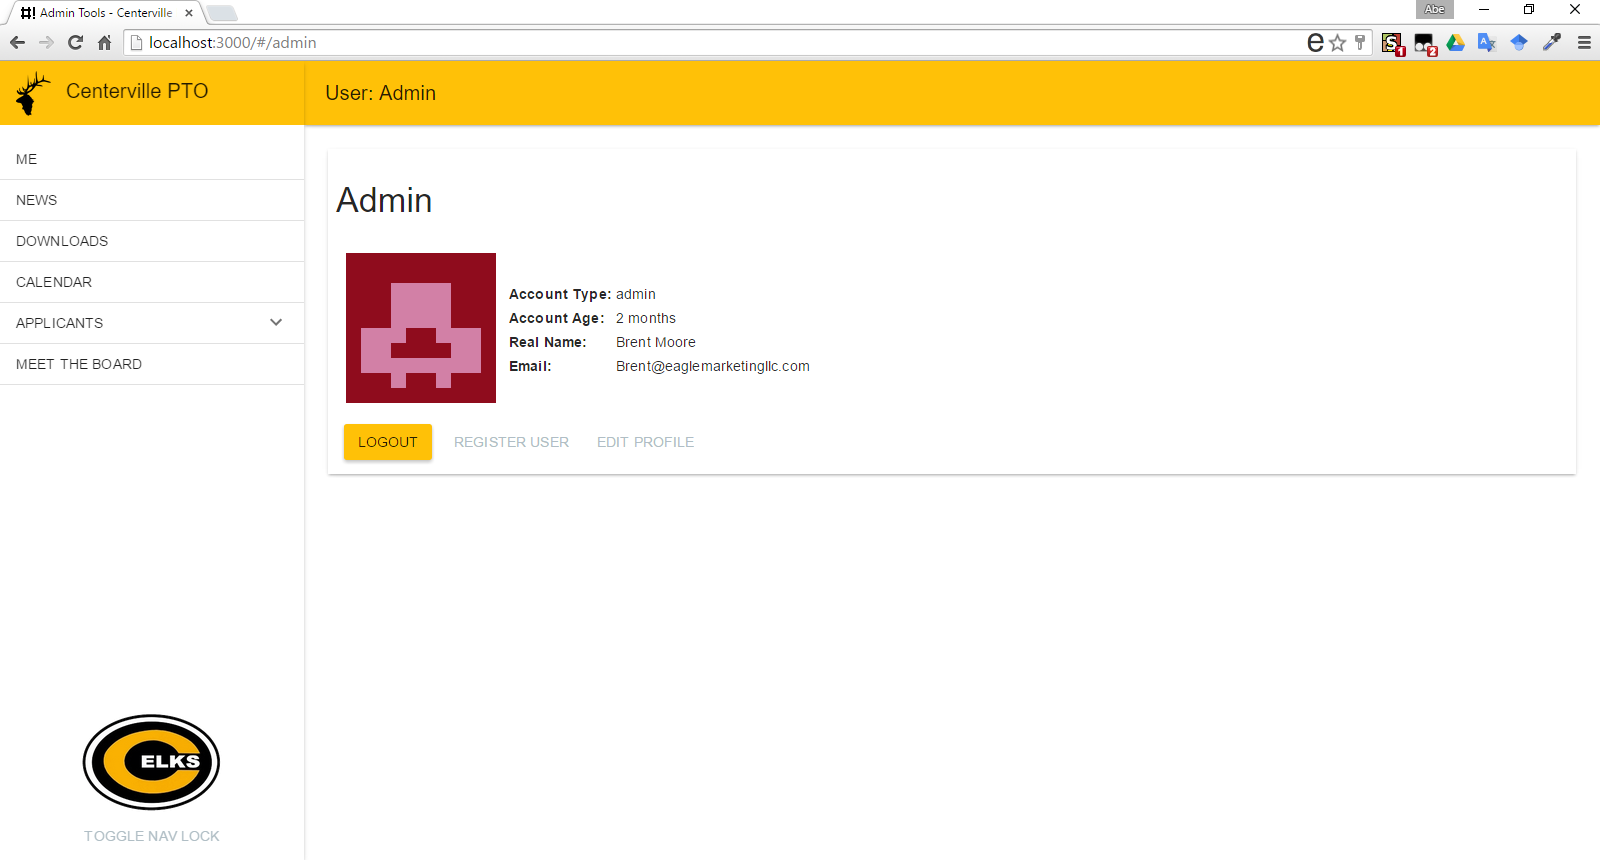 #! Admin Tools - Centerville
Abe
localhost:3000/#/admin
Centerville PTO
User: Admin
ME
NEWS
DOWNLOADS
CALENDAR
APPLICANTS
MEET THE BOARD
Admin
Account Type: admin
Account Age: 2 months
Real Name: Brent Moore
Email: Brent@eaglemarketingllc.com
LOGOUT REGISTER USER EDIT PROFILE
C ELKS
TOGGLE NAV LOCK